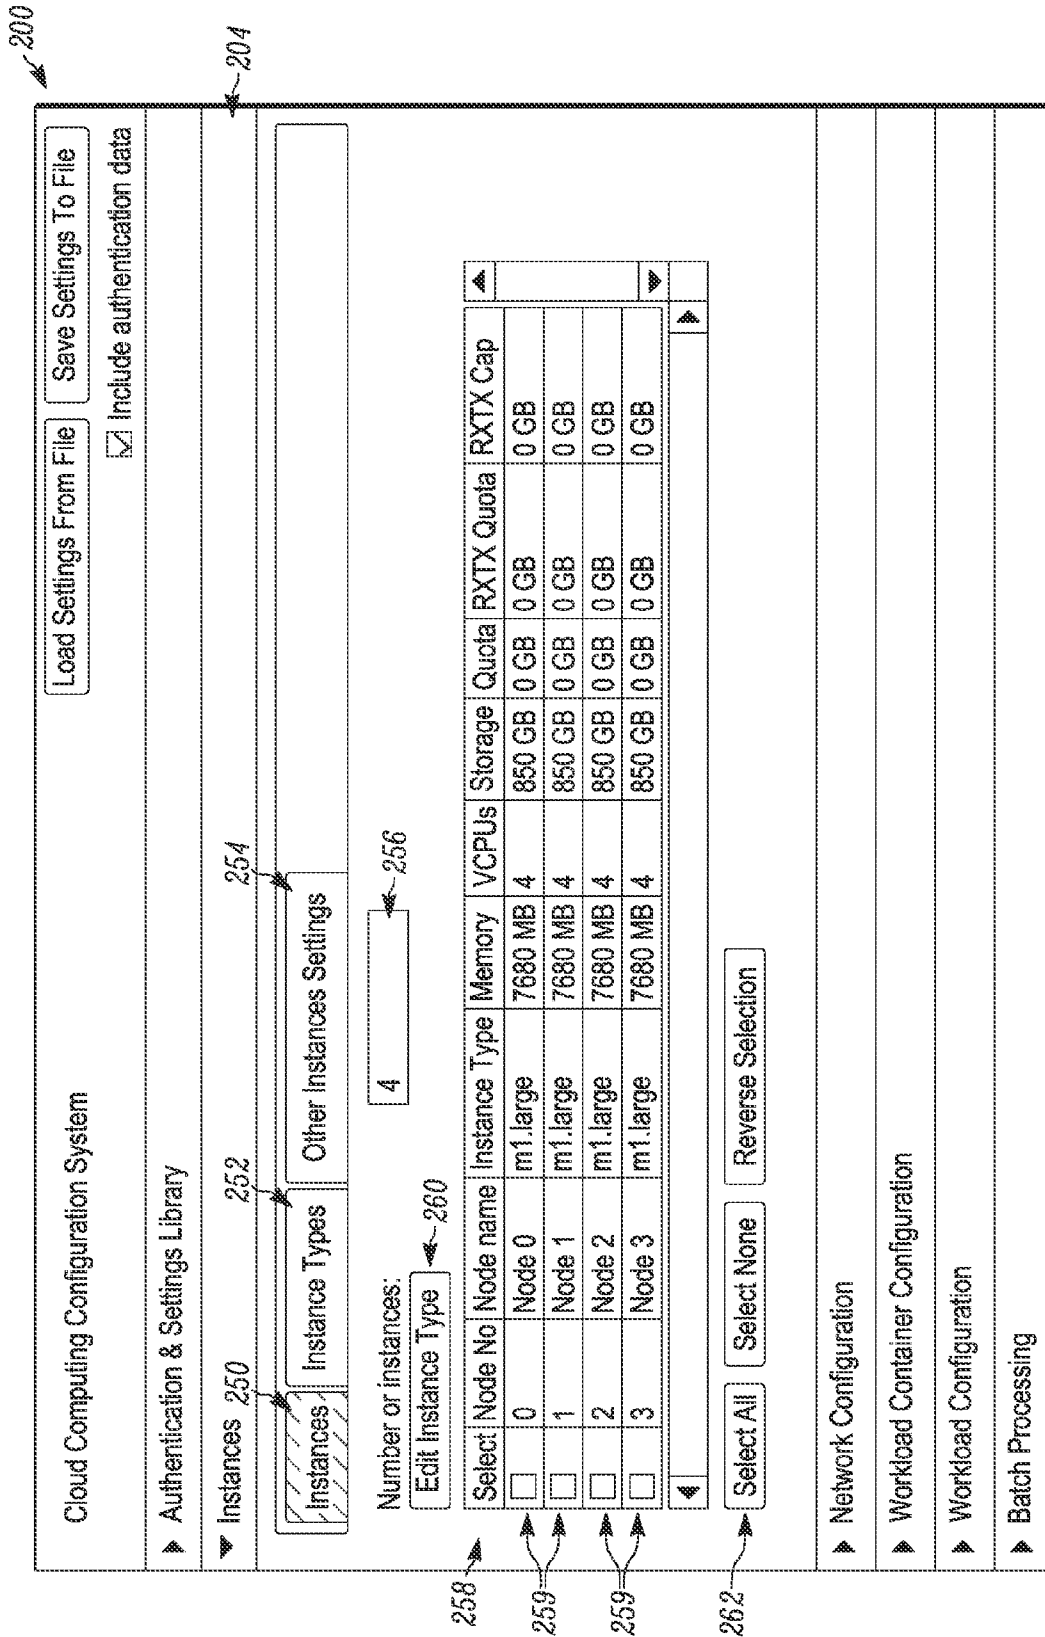 200
Cloud Computing Configuration System
Load Settings From File Save Settings To File
Include authentication data
Authentication & Settings Library
Instances 204
250 252 254
Instances Instance Types Other Instances Settings
Number or instances: 4 256
Edit Instance Type 260
258
Select Node No Node name Instance Type Memory VCPUs Storage Quota RXTX Quota RXTX Cap
0 Node 0 m1.large 7680 MB 4 850 GB 0 GB 0 GB 0 GB
259 1 Node 1 m1.large 7680 MB 4 850 GB 0 GB 0 GB 0 GB
2 Node 2 m1.large 7680 MB 4 850 GB 0 GB 0 GB 0 GB
259 3 Node 3 m1.large 7680 MB 4 850 GB 0 GB 0 GB 0 GB
262 Select All Select None Reverse Selection
Network Configuration
Workload Container Configuration
Workload Configuration
Batch Processing